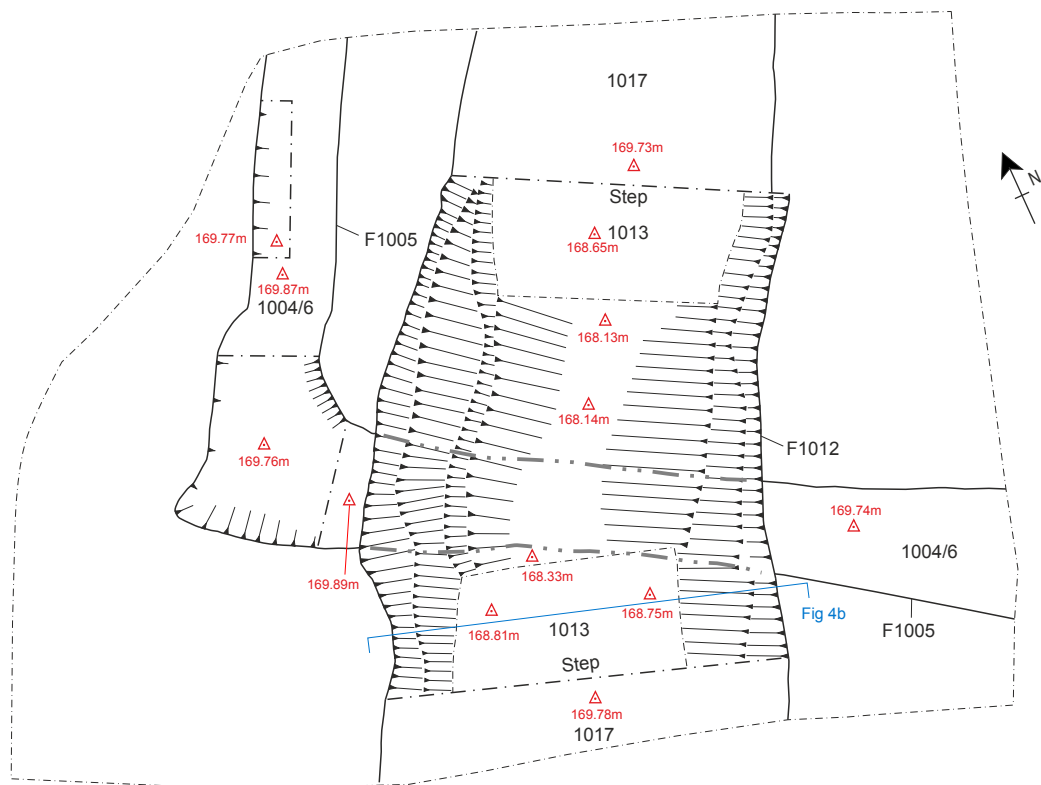 1017
169.73m
N
Step
169.77m
F1005
1013
168.65m
169.87m
1004/6
168.13m
168.14m
169.76m
F1012
169.74m
1004/6
169.89m
168.33m
168.75m
Fig 4b
168.81m
1013
F1005
Step
169.78m
1017